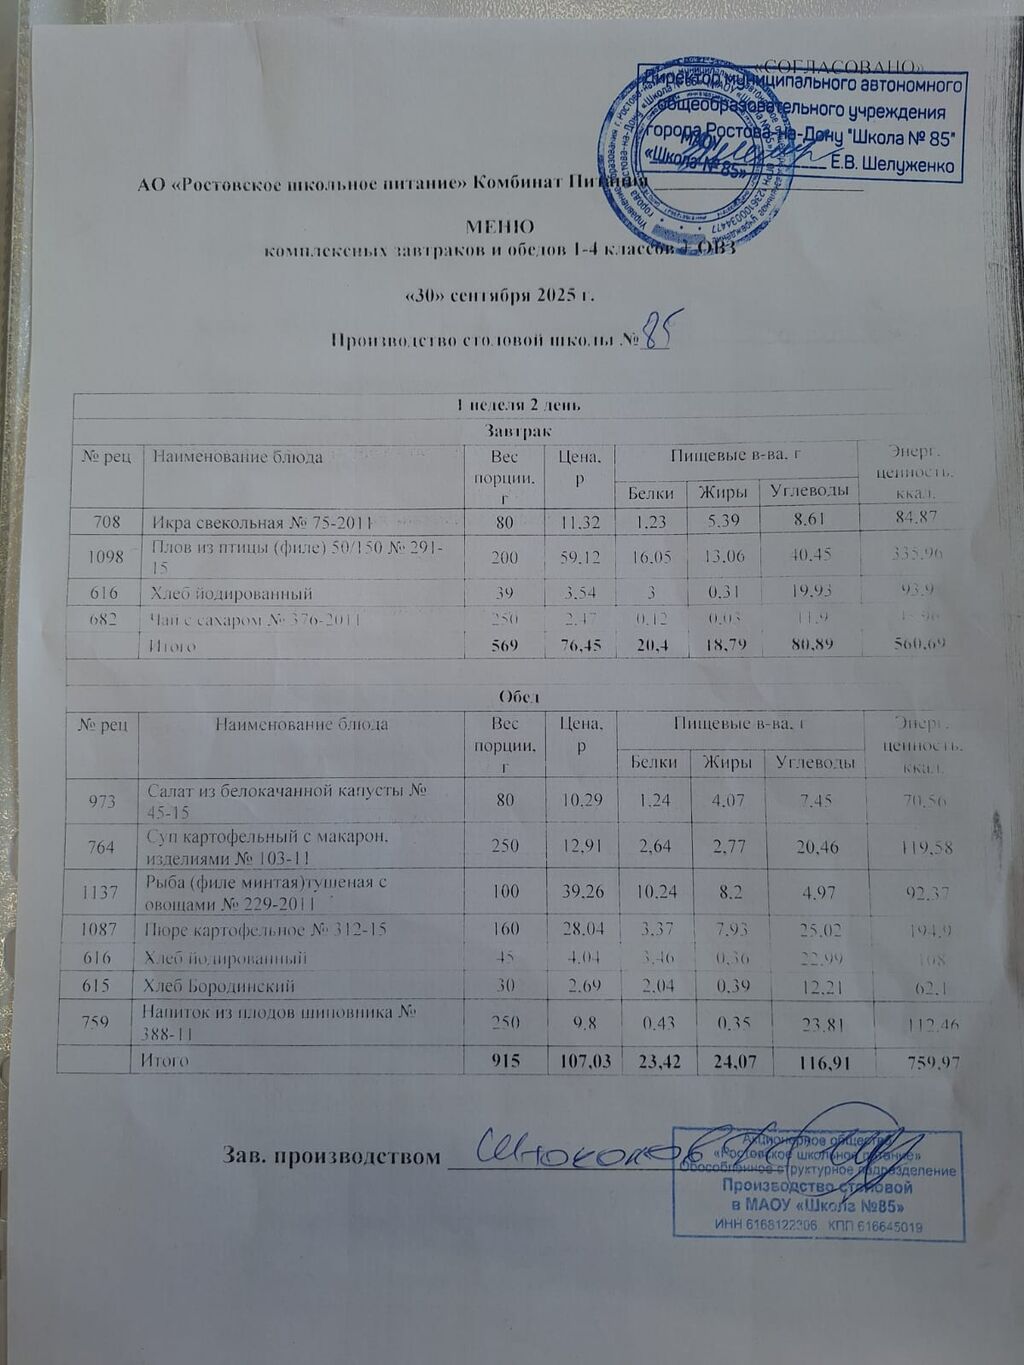 «СОГЛАСОВАНО»
Директор муниципального автономного
общеобразовательного учреждения
города Ростова-на-Дону "Школа № 85"
Е.В. Шелуженко
МАОУ
«Школа № 85»
АО «Ростовское школьное питание» Комбинат Питания
МЕНЮ
комплексных завтраков и обедов 1-4 классов + ОВЗ
«30» сентября 2025 г.
Производство столовой школы № 85
1 неделя 2 день
Завтрак
№ рец Наименование блюда Вес порции, г Цена, р Пищевые в-ва, г Энерг. ценность, ккал.
Белки Жиры Углеводы
708 Икра свекольная № 75-2011 80 11,32 1,23 5,39 8,61 84,87
1098 Плов из птицы (филе) 50/150 № 291-15 200 59,12 16,05 13,06 40,45 335,96
616 Хлеб йодированный 39 3,54 3 0,31 19,93 93,9
682 Чай с сахаром № 376-2011 250 2,47 0,12 0,03 11,9 45,96
Итого 569 76,45 20,4 18,79 80,89 560,69
Обед
№ рец Наименование блюда Вес порции, г Цена, р Пищевые в-ва, г Энерг. ценность, ккал.
Белки Жиры Углеводы
973 Салат из белокачанной капусты № 45-15 80 10,29 1,24 4,07 7,45 70,56
764 Суп картофельный с макарон. изделиями № 103-11 250 12,91 2,64 2,77 20,46 119,58
1137 Рыба (филе минтая)тушеная с овощами № 229-2011 100 39,26 10,24 8,2 4,97 92,37
1087 Пюре картофельное № 312-15 160 28,04 3,37 7,93 25,02 194,9
616 Хлеб йодированный 45 4,04 3,46 0,36 22,99 108
615 Хлеб Бородинский 30 2,69 2,04 0,39 12,21 62,1
759 Напиток из плодов шиповника № 388-11 250 9,8 0,43 0,35 23,81 112,46
Итого 915 107,03 23,42 24,07 116,91 759,97
Зав. производством
Акционерное общество
«Ростовское школьное питание»
Обособленное структурное подразделение
Производство столовой
в МАОУ «Школа №85»
ИНН 6168122306 КПП 616645019